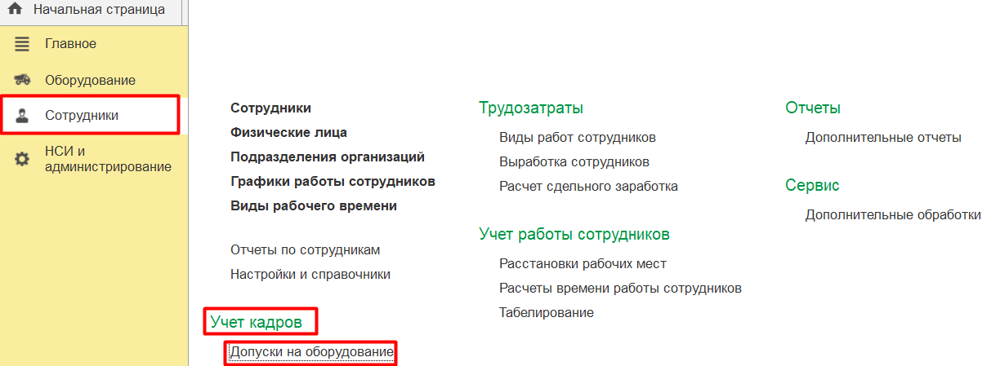 Начальная страница
Главное
Оборудование
Сотрудники
НСИ и
администрирование
Сотрудники
Физические лица
Подразделения организаций
Графики работы сотрудников
Виды рабочего времени
Отчеты по сотрудникам
Настройки и справочники
Учет кадров
Допуски на оборудование
Трудозатраты
Виды работ сотрудников
Выработка сотрудников
Расчет сдельного заработка
Учет работы сотрудников
Расстановки рабочих мест
Расчеты времени работы сотрудников
Табелирование
Отчеты
Дополнительные отчеты
Сервис
Дополнительные обработки